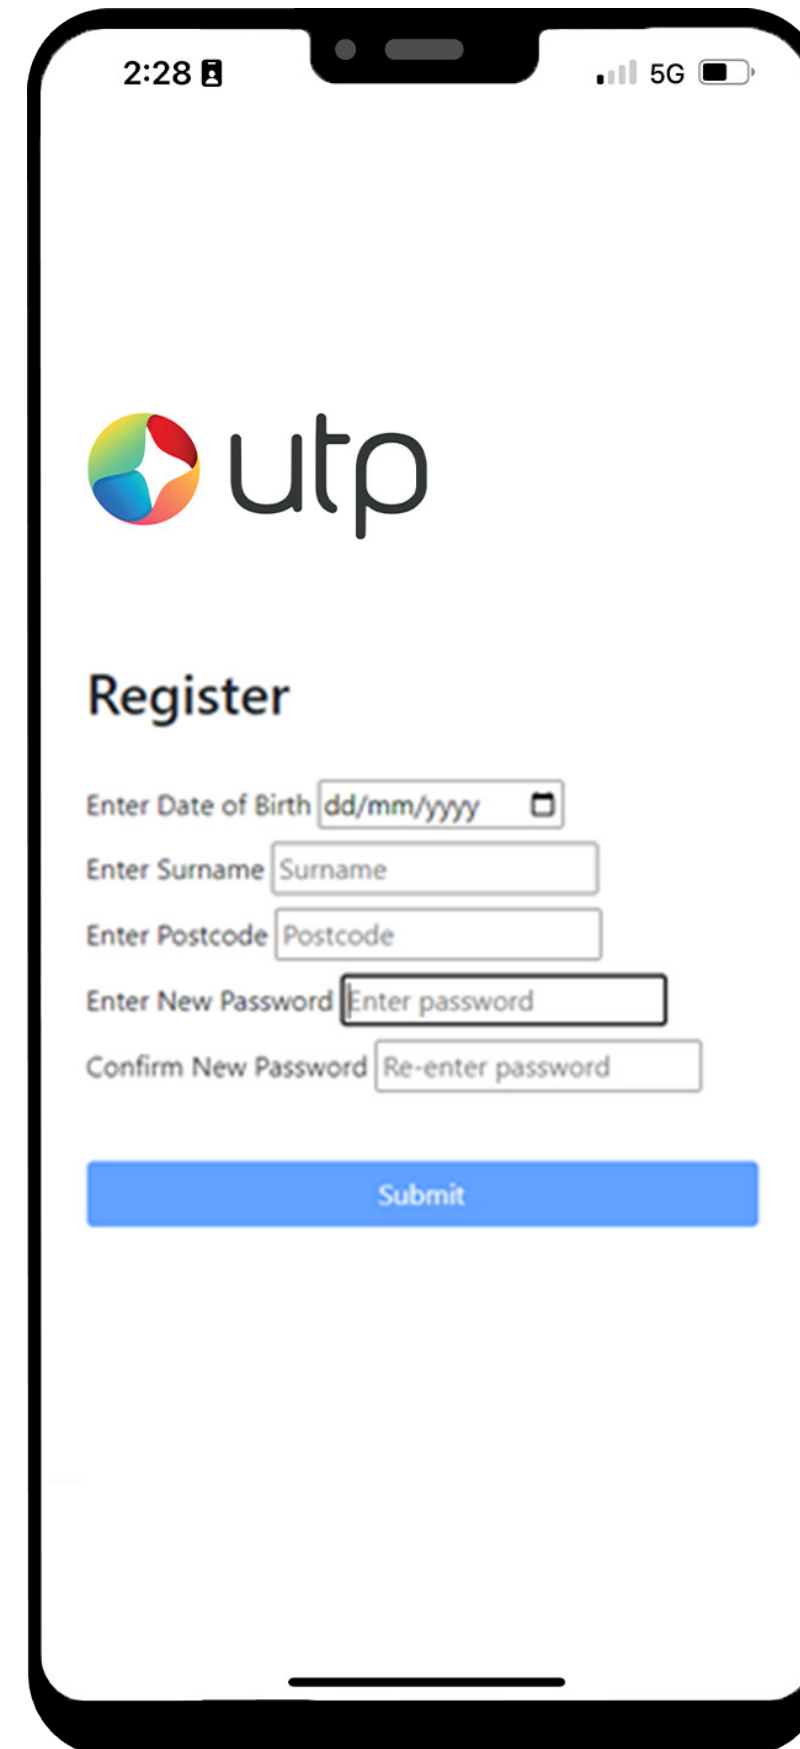 2:28 5G
utp
Register
Enter Date of Birth dd/mm/yyyy
Enter Surname Surname
Enter Postcode Postcode
Enter New Password Enter password
Confirm New Password Re-enter password
Submit